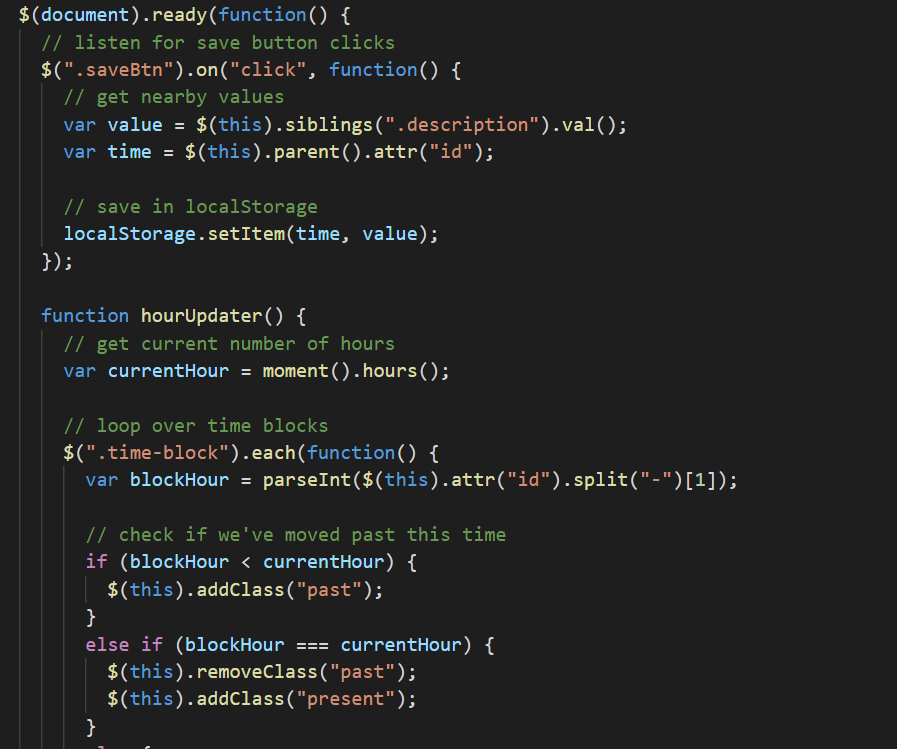 $(document).ready(function() {
// listen for save button clicks
$(".saveBtn").on("click", function() {
// get nearby values
var value = $(this).siblings(".description").val();
var time = $(this).parent().attr("id");
// save in localStorage
localStorage.setItem(time, value);
});
function hourUpdater() {
// get current number of hours
var currentHour = moment().hours();
// loop over time blocks
$(".time-block").each(function() {
var blockHour = parseInt($(this).attr("id").split("-")[1]);
// check if we've moved past this time
if (blockHour < currentHour) {
$(this).addClass("past");
}
else if (blockHour === currentHour) {
$(this).removeClass("past");
$(this).addClass("present");
}